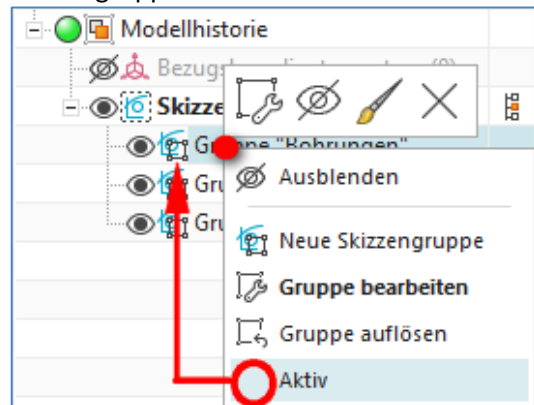 Modellhistorie
Skizze
Gruppe "Bohrungen"
Ausblenden
Gru
Neue Skizzengruppe
Gru
Gruppe bearbeiten
Gruppe auflösen
Aktiv